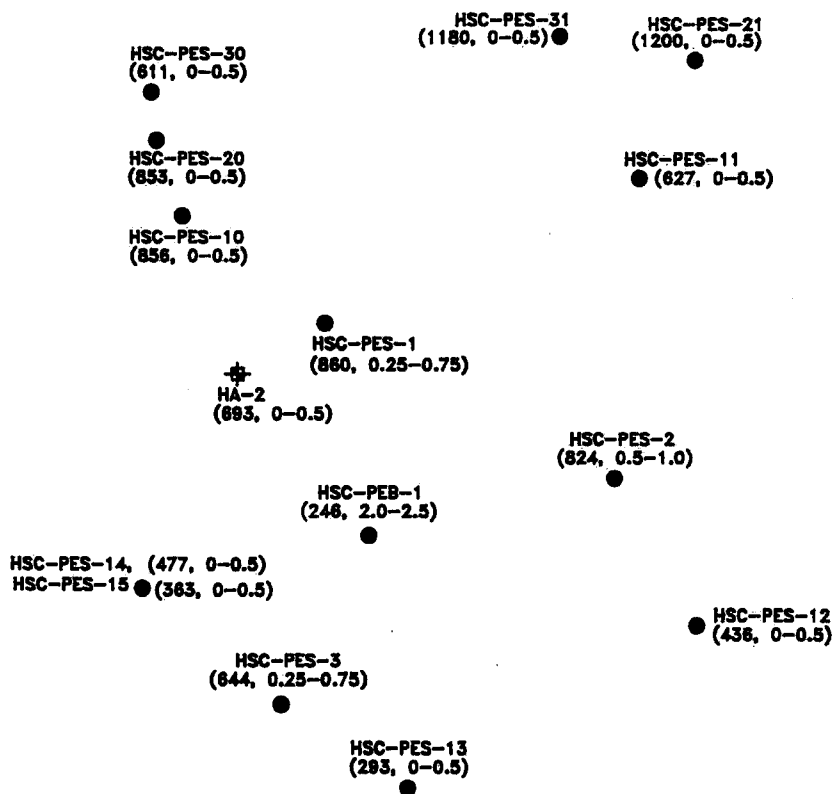 HSC-PES-31
(1180, 0-0.5)
HSC-PES-21
(1200, 0-0.5)
HSC-PES-30
(611, 0-0.5)
HSC-PES-20
(853, 0-0.5)
HSC-PES-11
(627, 0-0.5)
HSC-PES-10
(856, 0-0.5)
HSC-PES-1
(860, 0.25-0.75)
HA-2
(693, 0-0.5)
HSC-PES-2
(824, 0.5-1.0)
HSC-PEB-1
(246, 2.0-2.5)
HSC-PES-14, (477, 0-0.5)
HSC-PES-15 (363, 0-0.5)
HSC-PES-12
(436, 0-0.5)
HSC-PES-3
(644, 0.25-0.75)
HSC-PES-13
(293, 0-0.5)